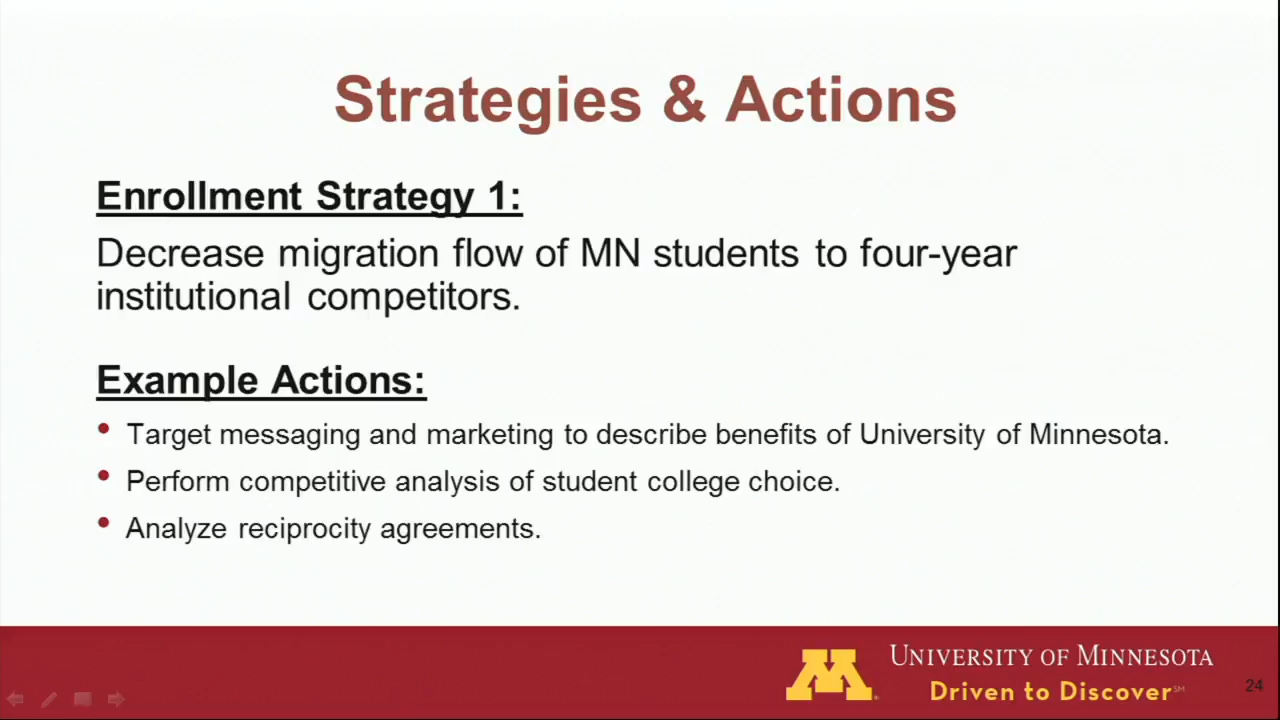 Strategies & Actions
Enrollment Strategy 1:
Decrease migration flow of MN students to four-year
institutional competitors.
Example Actions:
• Target messaging and marketing to describe benefits of University of Minnesota.
• Perform competitive analysis of student college choice.
• Analyze reciprocity agreements.
M
UNIVERSITY OF MINNESOTA
Driven to Discover℠
24